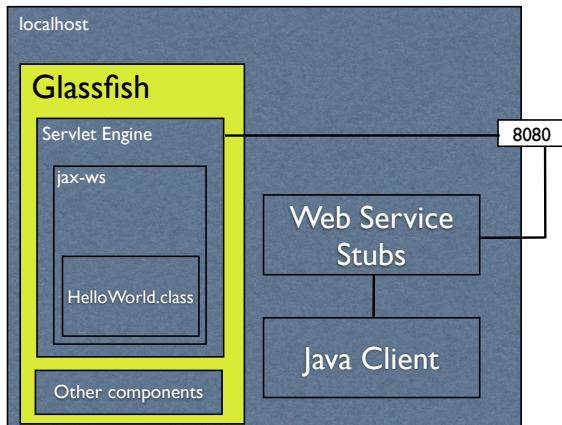 localhost
Glassfish
Servlet Engine
8080
jax-ws
Web Service
Stubs
HelloWorld.class
Java Client
Other components